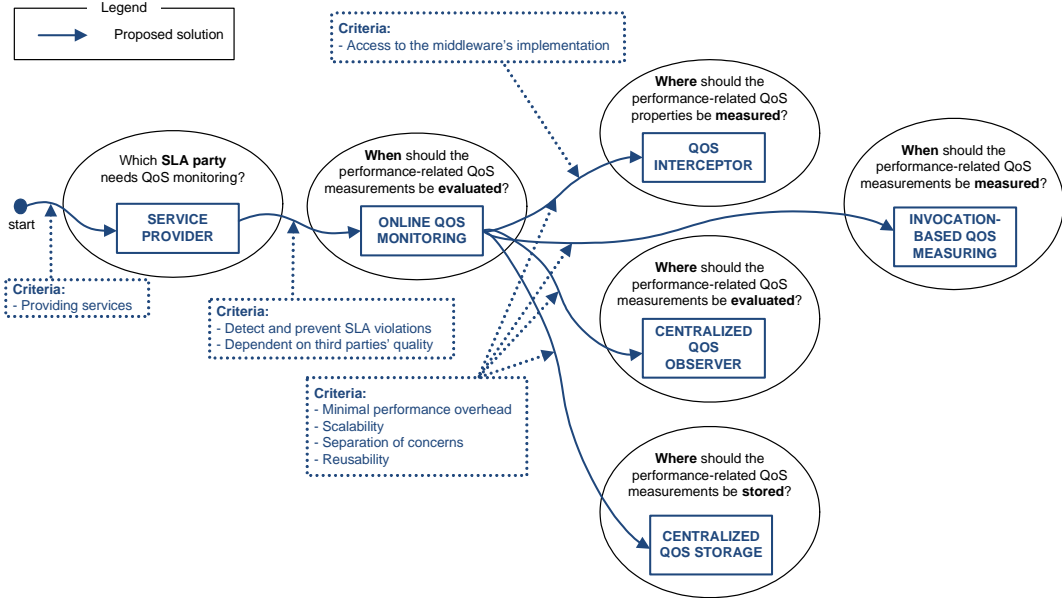 Legend
Proposed solution
Criteria:
- Access to the middleware's implementation
Where should the
performance-related QoS
properties be measured?
QOS
INTERCEPTOR
Which SLA party
needs QoS monitoring?
SERVICE
PROVIDER
When should the
performance-related QoS
measurements be evaluated?
ONLINE QOS
MONITORING
When should the
performance-related QoS
measurements be measured?
INVOCATION-
BASED QOS
MEASURING
start
Criteria:
- Providing services
Criteria:
- Detect and prevent SLA violations
- Dependent on third parties' quality
Where should the
performance-related QoS
measurements be evaluated?
CENTRALIZED
QOS
OBSERVER
Criteria:
- Minimal performance overhead
- Scalability
- Separation of concerns
- Reusability
Where should the
performance-related QoS
measurements be stored?
CENTRALIZED
QOS STORAGE